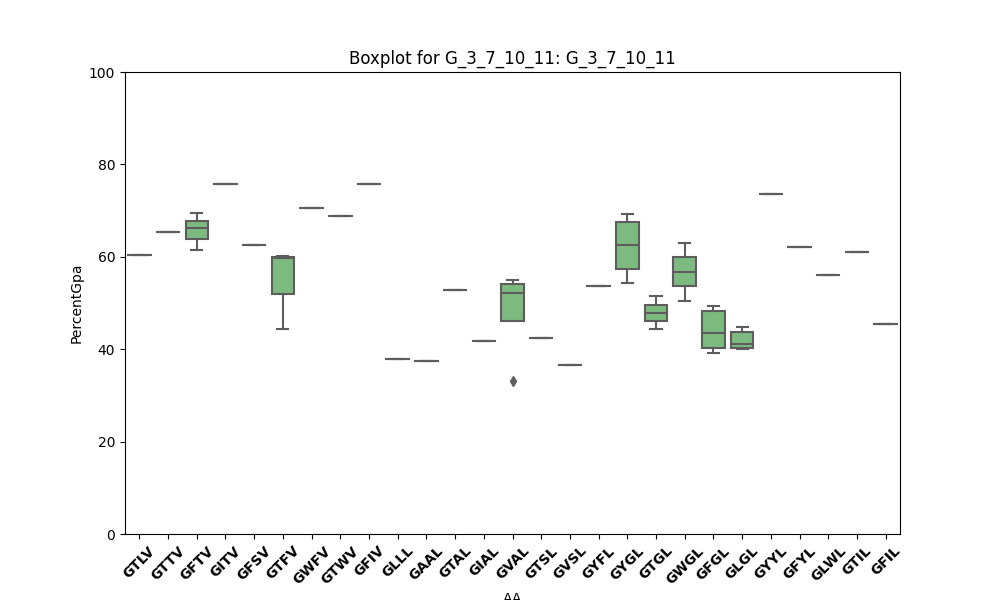 Boxplot for G_3_7_10_11: G_3_7_10_11
100
80
60
40
20
0
PercentGpa
GTLV GTTV GFTV GITV GFSV GTFV GWFV GTWV GFIV GLLL GAAL GTAL GIAL GVAL GTSL GVSL GYFL GYGL GTGL GWGL GFGL GLGL GYYL GFYL GLWL GTIL GFIL
AA